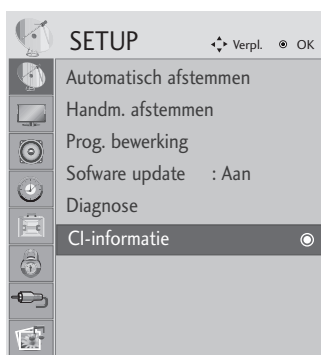 SETUP Verpl. OK
Automatisch afstemmen
Handm. afstemmen
Prog. bewerking
Sofware update : Aan
Diagnose
CI-informatie